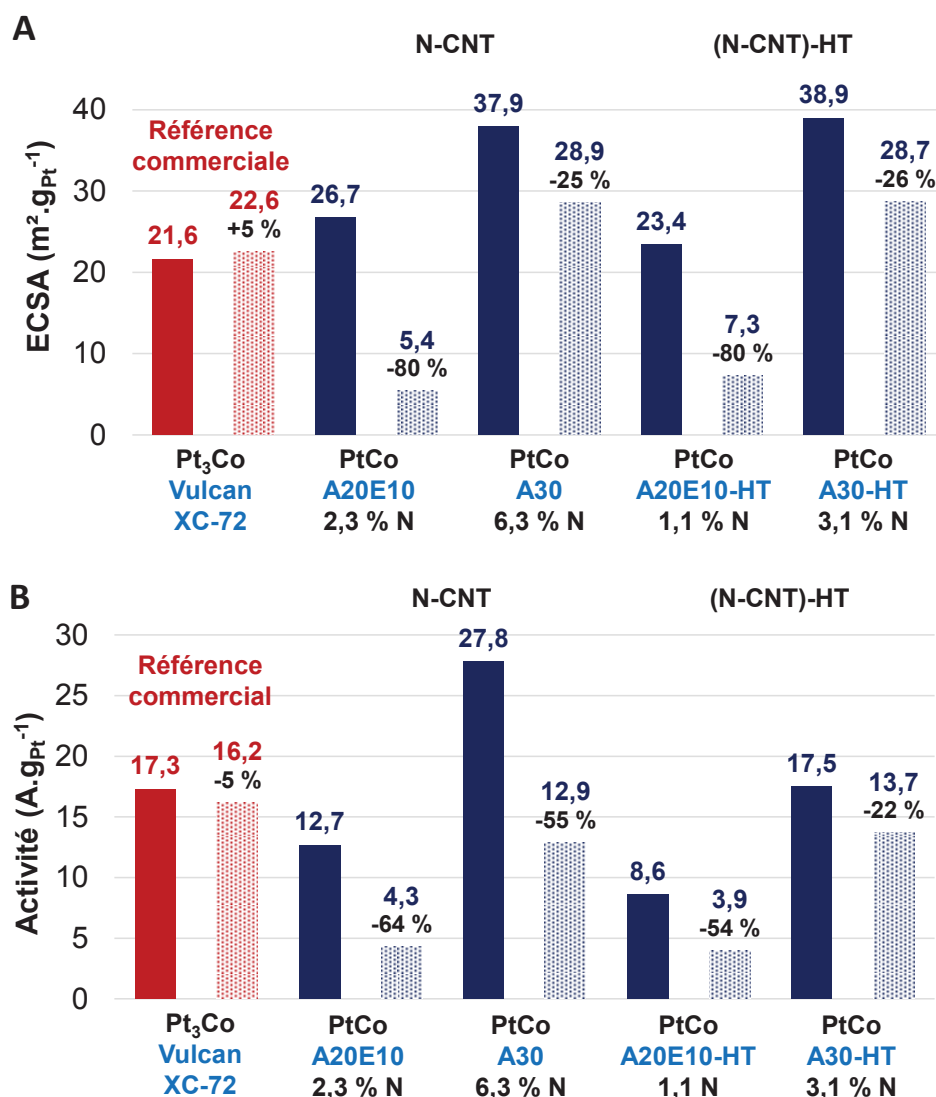 A
N-CNT
(N-CNT)-HT
ECSA (m².gPt⁻¹)
40
30
20
10
0
Référence
commerciale
21,6
22,6
+5 %
26,7
5,4
-80 %
37,9
28,9
-25 %
23,4
7,3
-80 %
38,9
28,7
-26 %
Pt₃Co
Vulcan
XC-72
PtCo
A20E10
2,3 % N
PtCo
A30
6,3 % N
PtCo
A20E10-HT
1,1 % N
PtCo
A30-HT
3,1 % N
B
N-CNT
(N-CNT)-HT
Activité (A.gPt⁻¹)
30
25
20
15
10
5
0
Référence
commercial
17,3
16,2
-5 %
12,7
4,3
-64 %
27,8
12,9
-55 %
8,6
3,9
-54 %
17,5
13,7
-22 %
Pt₃Co
Vulcan
XC-72
PtCo
A20E10
2,3 % N
PtCo
A30
6,3 % N
PtCo
A20E10-HT
1,1 N
PtCo
A30-HT
3,1 % N